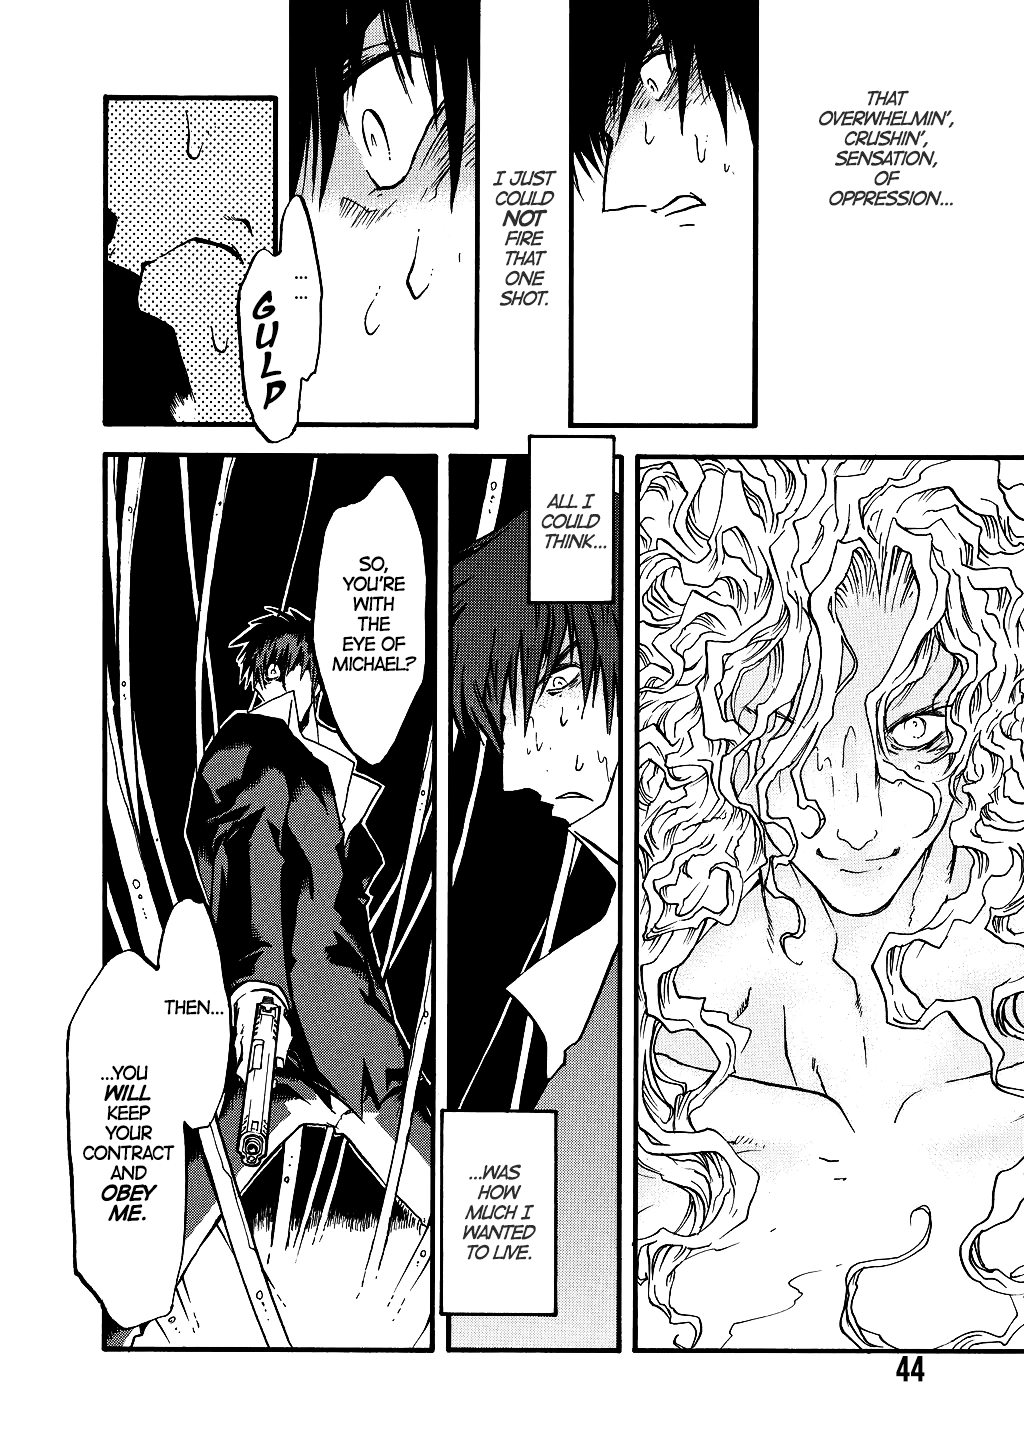 THAT
OVERWHELMIN',
CRUSHIN',
SENSATION,
OF
OPPRESSION...
I JUST
COULD
NOT
FIRE
THAT
ONE
SHOT.
... ...
GULP
ALL I
COULD
THINK...
...WAS
HOW
MUCH I
WANTED
TO LIVE.
SO,
YOU'RE
WITH
THE
EYE OF
MICHAEL?
THEN...
...YOU
WILL
KEEP
YOUR
CONTRACT
AND
OBEY
ME.
44